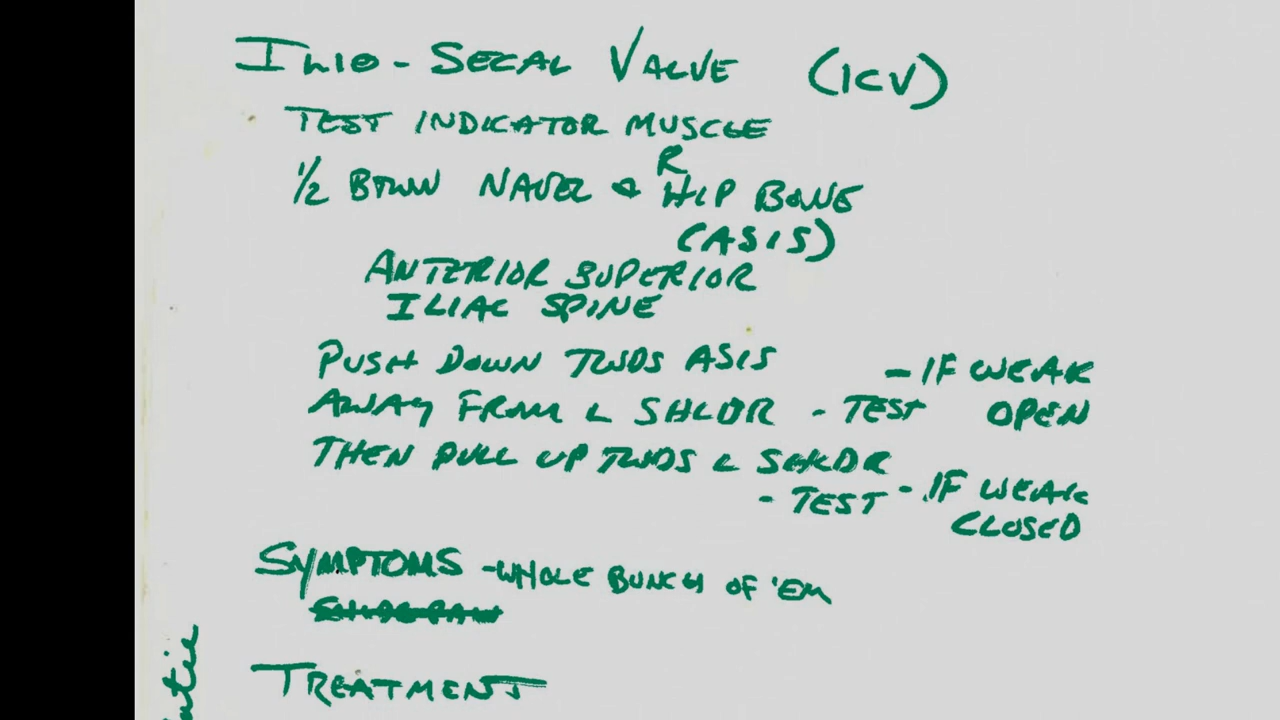 ILIO - SECAL VALVE (ICV)
TEST INDICATOR MUSCLE
1/2 BTWN NAVEL & R HIP BONE
(ASIS)
ANTERIOR SUPERIOR
ILIAC SPINE
PUSH DOWN TWDS ASIS - IF WEAK
AWAY FROM L SHLDR - TEST OPEN
THEN PULL UP TWDS L SHLDR
- TEST - IF WEAK
CLOSED
SYMPTOMS - WHOLE BUNCH OF 'EM
TREATMENT